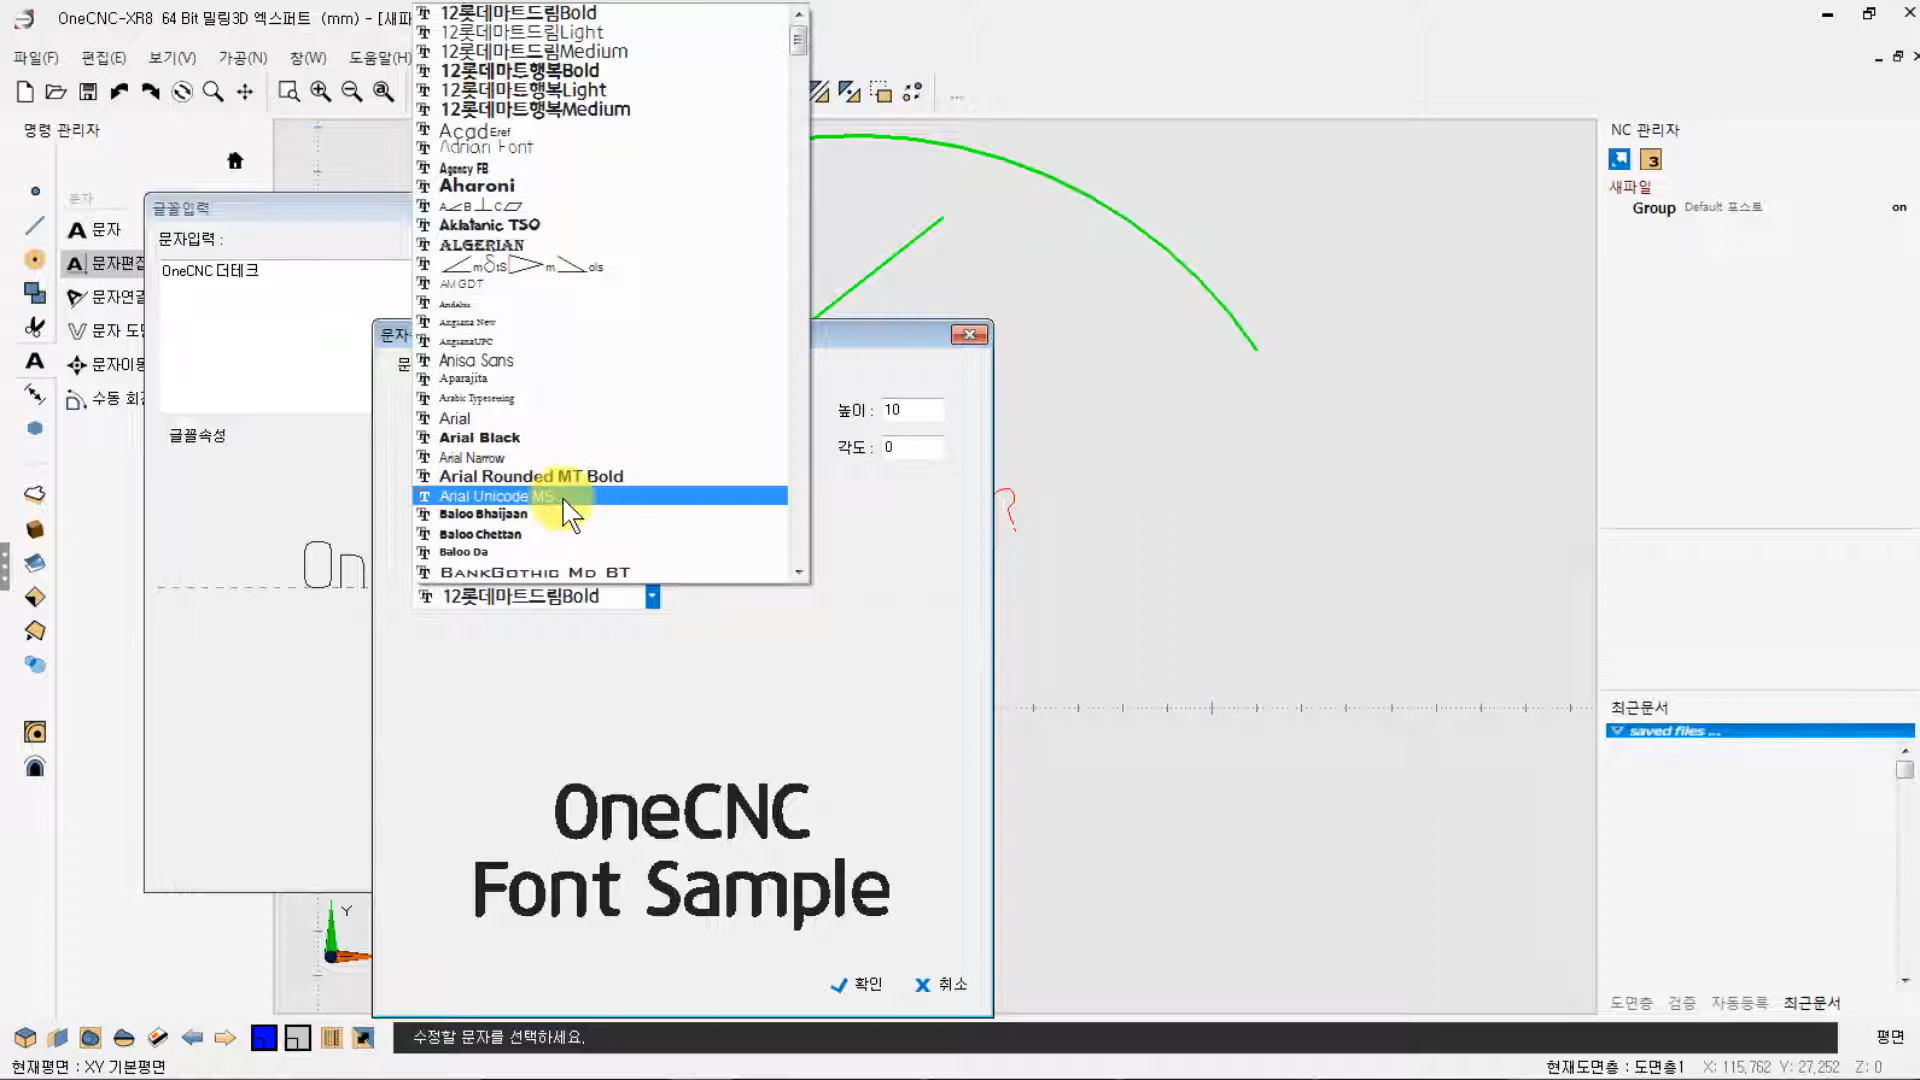 OneCNC-XR8 64 Bit 밀링3D 엑스퍼트 (mm) - [새파
파일(F) 편집(E) 보기(V) 가공(N) 창(W) 도움말(H)
명령 관리자
문자
A 문자
문자편집
문자연결
문자 도
문자이동
수동 회
글꼴입력
문자입력 :
OneCNC 더테크
글꼴속성
On
12롯데마트드림Bold
12롯데마트드림Light
12롯데마트드림Medium
12롯데마트행복Bold
12롯데마트행복Light
12롯데마트행복Medium
AcadEref
Adrian Font
Agency FB
Aharoni
Aklatanic TSO
ALGERIAN
AMGDT
Andalus
Angsana New
AngsanaUPC
Anisa Sans
Aparajita
Arabic Typesetting
Arial
Arial Black
Arial Narrow
Arial Rounded MT Bold
Arial Unicode MS
Baloo Bhaijaan
Baloo Chettan
Baloo Da
BankGothic Md BT
12롯데마트드림Bold
문자
높이 : 10
각도 : 0
OneCNC
Font Sample
확인 취소
NC 관리자
3
새파일
Group Default 포스트 on
최근문서
saved files ...
도면층 검증 자동등록 최근문서
Y
수정할 문자를 선택하세요.
평면
현재평면 : XY 기본평면
현재도면층 : 도면층1 X: 115,762 Y: 27,252 Z: 0